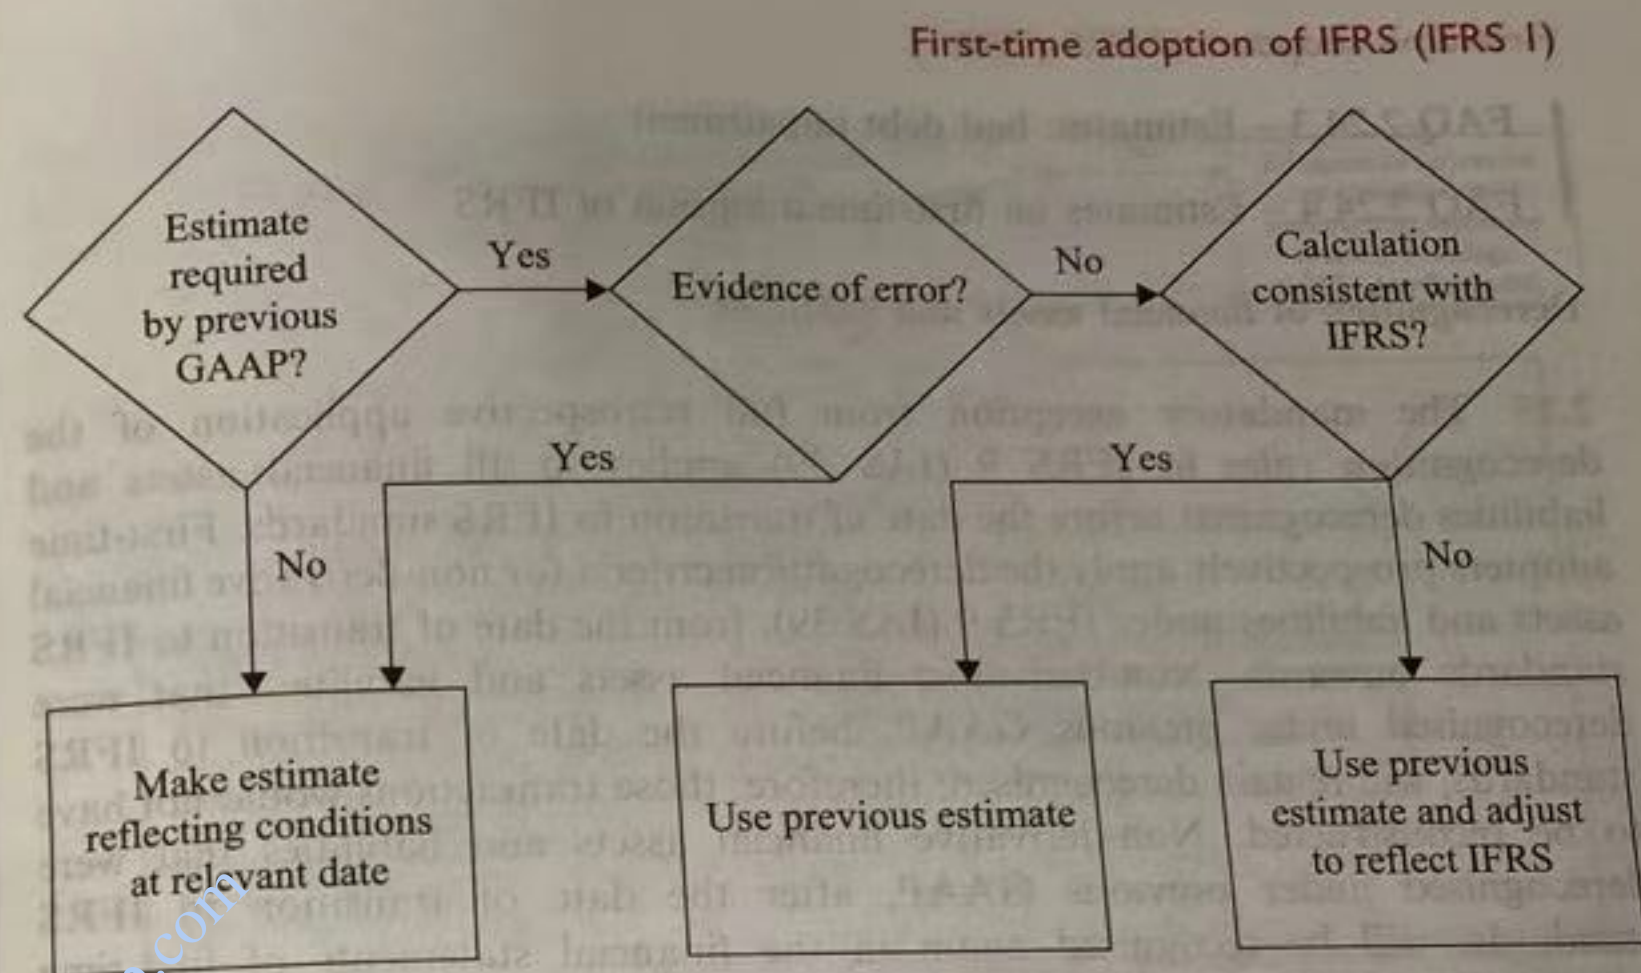 First-time adoption of IFRS (IFRS 1)
Estimate
required
by previous
GAAP?
Yes
Evidence of error?
No
Calculation
consistent with
IFRS?
Yes
Yes
No
No
Make estimate
reflecting conditions
at relevant date
Use previous estimate
Use previous
estimate and adjust
to reflect IFRS
.com